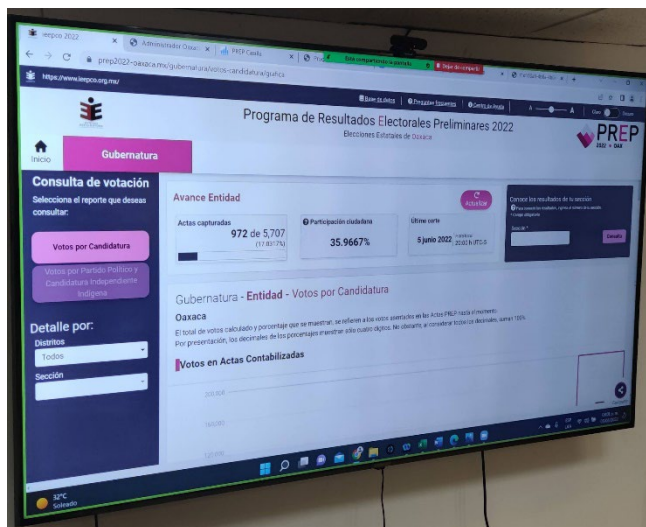 ieepco 2022
Administrador Oaxac
PREP Casilla
prep2022-oaxaca.mx/gubernatura/votos-candidatura/grafica
https://www.ieepco.org.mx/
Base de datos
Preguntas frecuentes
Centro de Ayuda
A
A
Programa de Resultados Electorales Preliminares 2022
Elecciones Estatales de Oaxaca
PREP
2022 • OAX
Inicio
Gubernatura
Consulta de votación
Selecciona el reporte que deseas
consultar:
Votos por Candidatura
Votos por Partido Político y
Candidatura Independiente
Indígena
Detalle por:
Distritos
Todos
Sección
Avance Entidad
Actualizar
Actas capturadas
972 de 5,707
Participación ciudadana
35.9667%
Último corte
5 junio 2022
Conoce los resultados de tu sección
Sección *
Consulta
Gubernatura - Entidad - Votos por Candidatura
Oaxaca
El total de votos calculado y porcentaje que se muestran, se refieren a los votos asentados en las Actas PREP hasta el momento.
Por presentación, los decimales de los porcentajes muestran sólo cuatro dígitos. No obstante, al considerar todos los decimales, suman 100%.
Votos en Actas Contabilizadas
32°C
Soleado